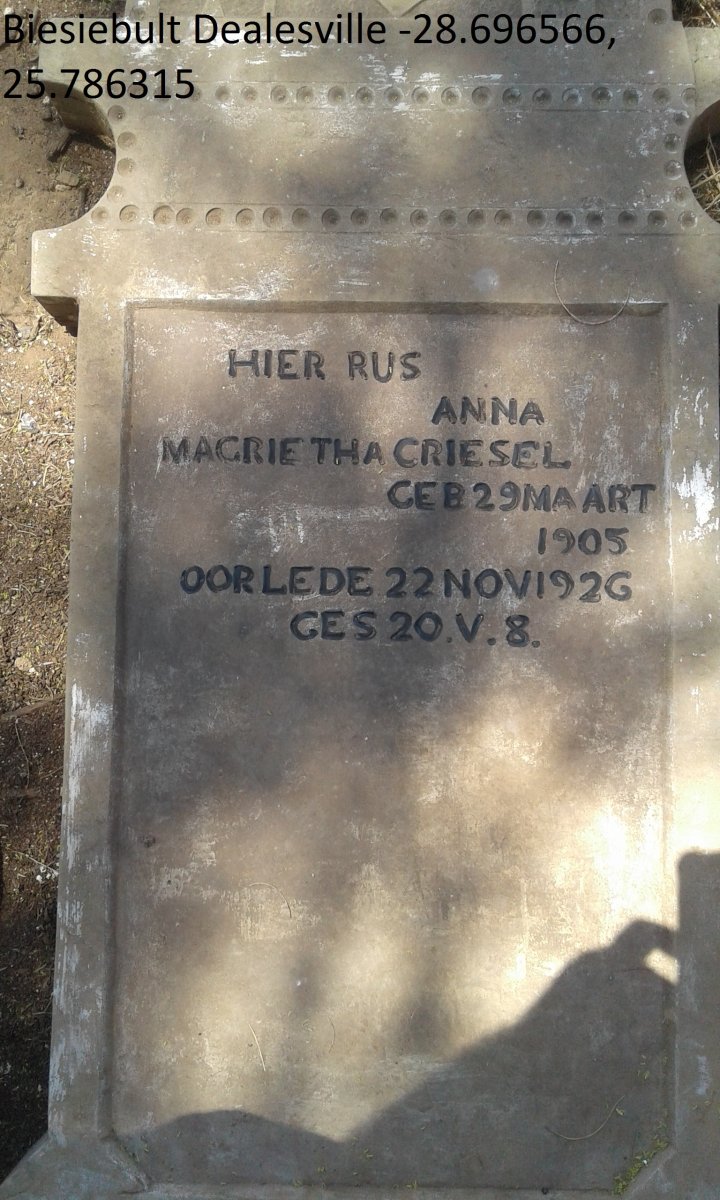 Biesiebult Dealesville -28.696566,
25.786315
HIER RUS
ANNA
MAGRIETHA GRIESEL
GEB 29 MAART
1905
OORLEDE 22 NOV 1926
GES 20. V. 8.